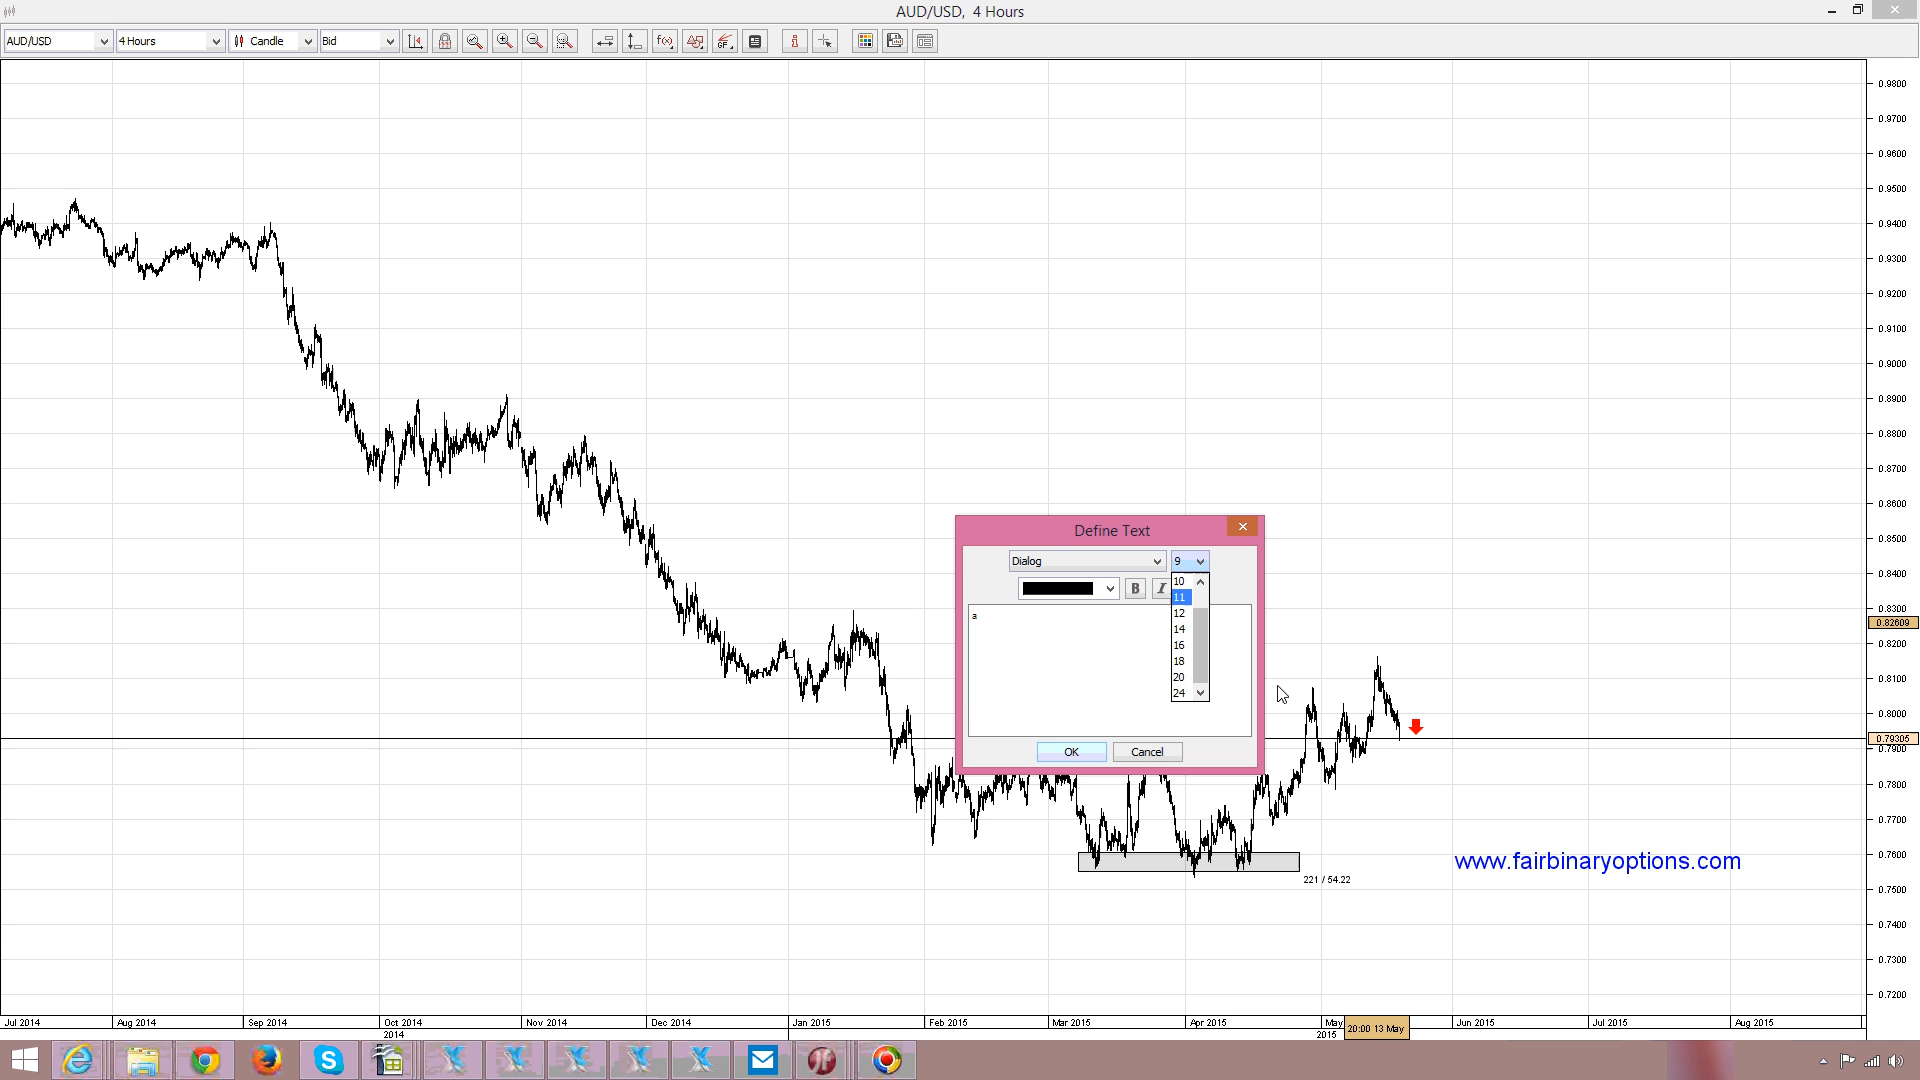 AUD/USD, 4 Hours
AUD/USD
4 Hours
Candle
Bid
f(x)
GF
0.9800
0.9700
0.9600
0.9500
0.9400
0.9300
0.9200
0.9100
0.9000
0.8900
0.8800
0.8700
0.8600
0.8500
0.8400
0.8300
0.82609
0.8200
0.8100
0.8000
0.79305
0.7900
0.7800
0.7700
0.7600
0.7500
0.7400
0.7300
0.7200
Define Text
Dialog
9
B
I
10
11
12
14
16
18
20
24
a
OK
Cancel
www.fairbinaryoptions.com
221 / 54.22
Jul 2014
Aug 2014
Sep 2014
Oct 2014
Nov 2014
Dec 2014
Jan 2015
Feb 2015
Mar 2015
Apr 2015
May
20:00 13 May
Jun 2015
Jul 2015
Aug 2015
2014
2015